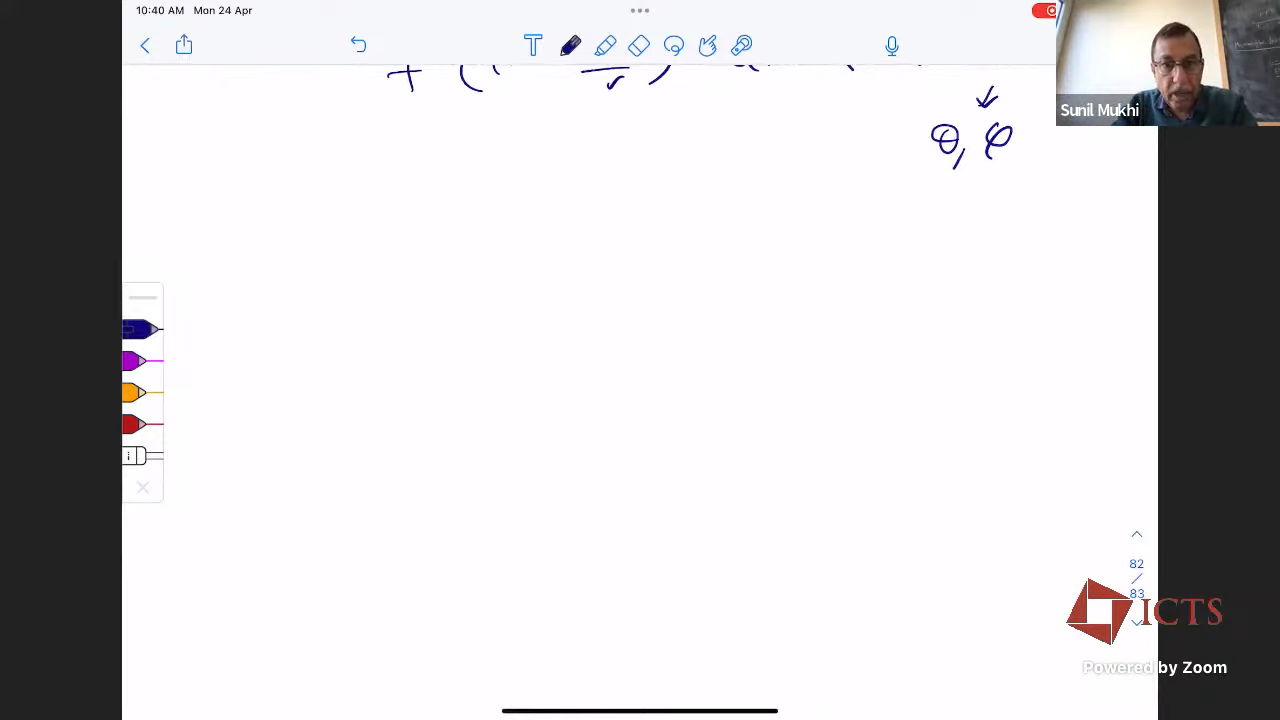 10:40 AM Mon 24 Apr
Sunil Mukhi
θ, φ
82
/
83
ICTS
Powered by Zoom